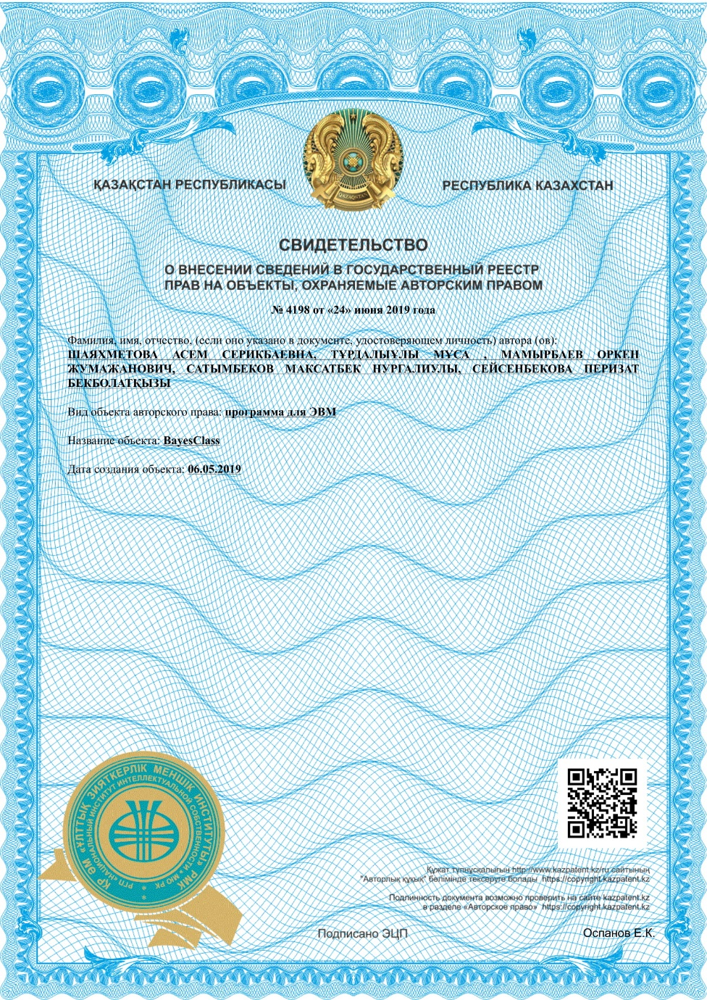 ҚАЗАҚСТАН РЕСПУБЛИКАСЫ
РЕСПУБЛИКА КАЗАХСТАН
QAZAQSTAN
СВИДЕТЕЛЬСТВО
О ВНЕСЕНИИ СВЕДЕНИЙ В ГОСУДАРСТВЕННЫЙ РЕЕСТР
ПРАВ НА ОБЪЕКТЫ, ОХРАНЯЕМЫЕ АВТОРСКИМ ПРАВОМ
№ 4198 от «24» июня 2019 года
Фамилия, имя, отчество, (если оно указано в документе, удостоверяющем личность) автора (ов):
ШАЯХМЕТОВА АСЕМ СЕРИКБАЕВНА, ТҰРДАЛЫҰЛЫ МҰСА , МАМЫРБАЕВ ОРКЕН
ЖУМАЖАНОВИЧ, САТЫМБЕКОВ МАКСАТБЕК НУРГАЛИУЛЫ, СЕЙСЕНБЕКОВА ПЕРИЗАТ
БЕКБОЛАТҚЫЗЫ
Вид объекта авторского права: программа для ЭВМ
Название объекта: BayesClass
Дата создания объекта: 06.05.2019
ҚР ӘМ «ҰЛТТЫҚ ЗИЯТКЕРЛІК МЕНШІК ИНСТИТУТЫ» РМК
РГП «НАЦИОНАЛЬНЫЙ ИНСТИТУТ ИНТЕЛЛЕКТУАЛЬНОЙ СОБСТВЕННОСТИ» МЮ РК
Құжат түпнұсқалығын http://www.kazpatent.kz/ru сайтының
"Авторлық құқық" бөлімінде тексеруге болады https://copyright.kazpatent.kz
Подлинность документа возможно проверить на сайте kazpatent.kz
в разделе «Авторское право» https://copyright.kazpatent.kz
Подписано ЭЦП
Оспанов Е.К.